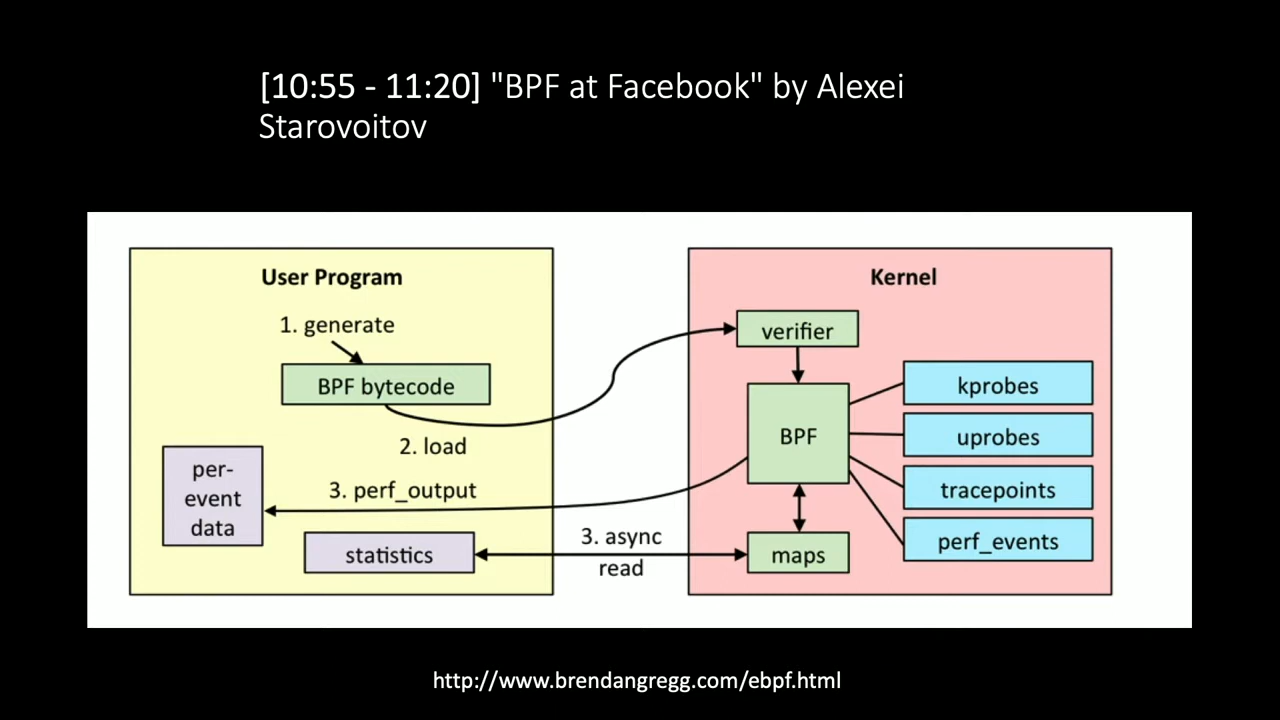 [10:55 - 11:20] "BPF at Facebook" by Alexei
Starovoitov
User Program
1. generate
BPF bytecode
2. load
per-
event
data
3. perf_output
statistics
3. async
read
Kernel
verifier
BPF
maps
kprobes
uprobes
tracepoints
perf_events
http://www.brendangregg.com/ebpf.html